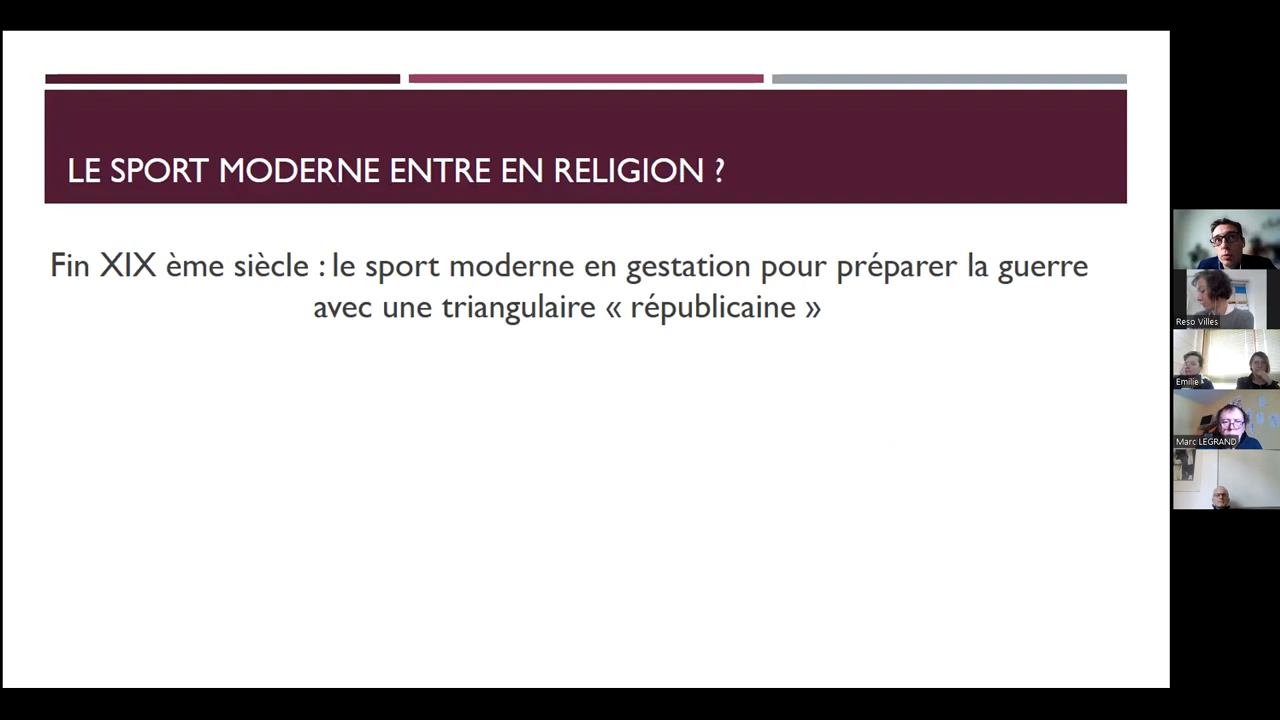 LE SPORT MODERNE ENTRE EN RELIGION ?
Fin XIX ème siècle : le sport moderne en gestation pour préparer la guerre
avec une triangulaire « républicaine »
Reso Villes
Emilie
Marc LEGRAND